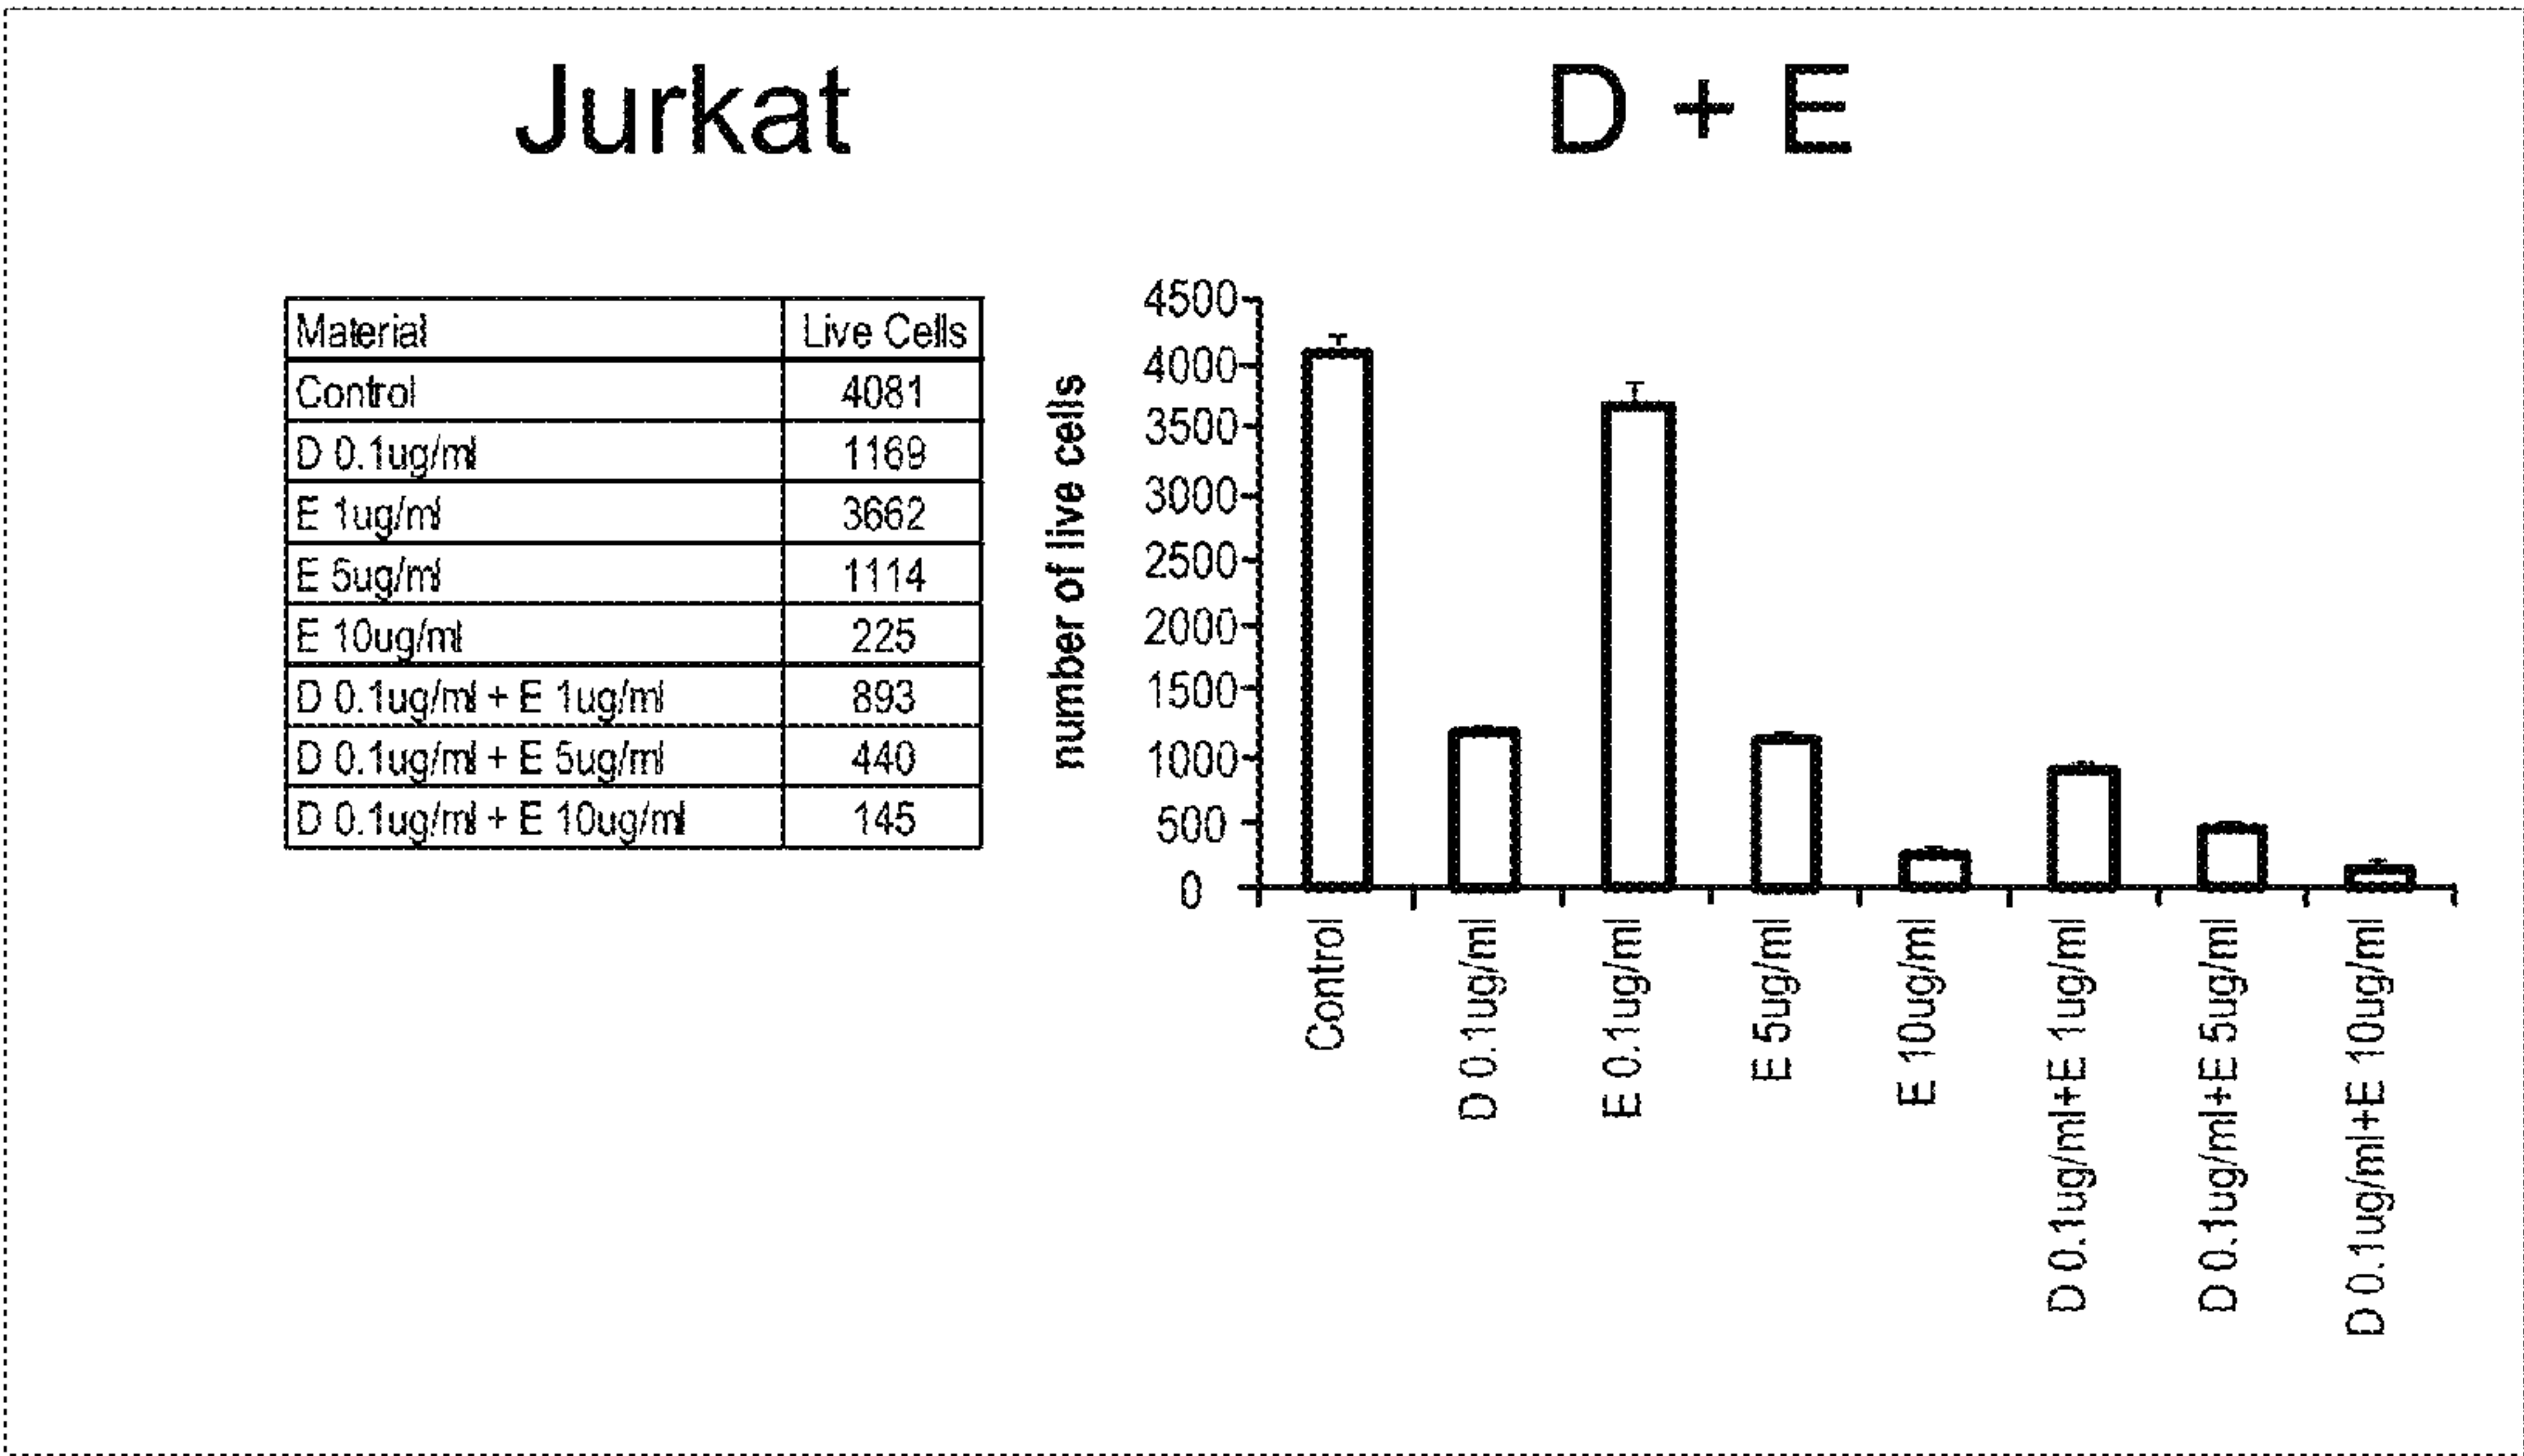 Jurkat
D + E
Material Live Cells
Control 4081
D 0.1ug/ml 1169
E 1ug/ml 3662
E 5ug/ml 1114
E 10ug/ml 225
D 0.1ug/ml + E 1ug/ml 893
D 0.1ug/ml + E 5ug/ml 440
D 0.1ug/ml + E 10ug/ml 145
number of live cells
4500
4000
3500
3000
2500
2000
1500
1000
500
0
Control
D 0.1ug/ml
E 0.1ug/ml
E 5ug/ml
E 10ug/ml
D 0.1ug/ml+E 1ug/ml
D 0.1ug/ml+E 5ug/ml
D 0.1ug/ml+E 10ug/ml